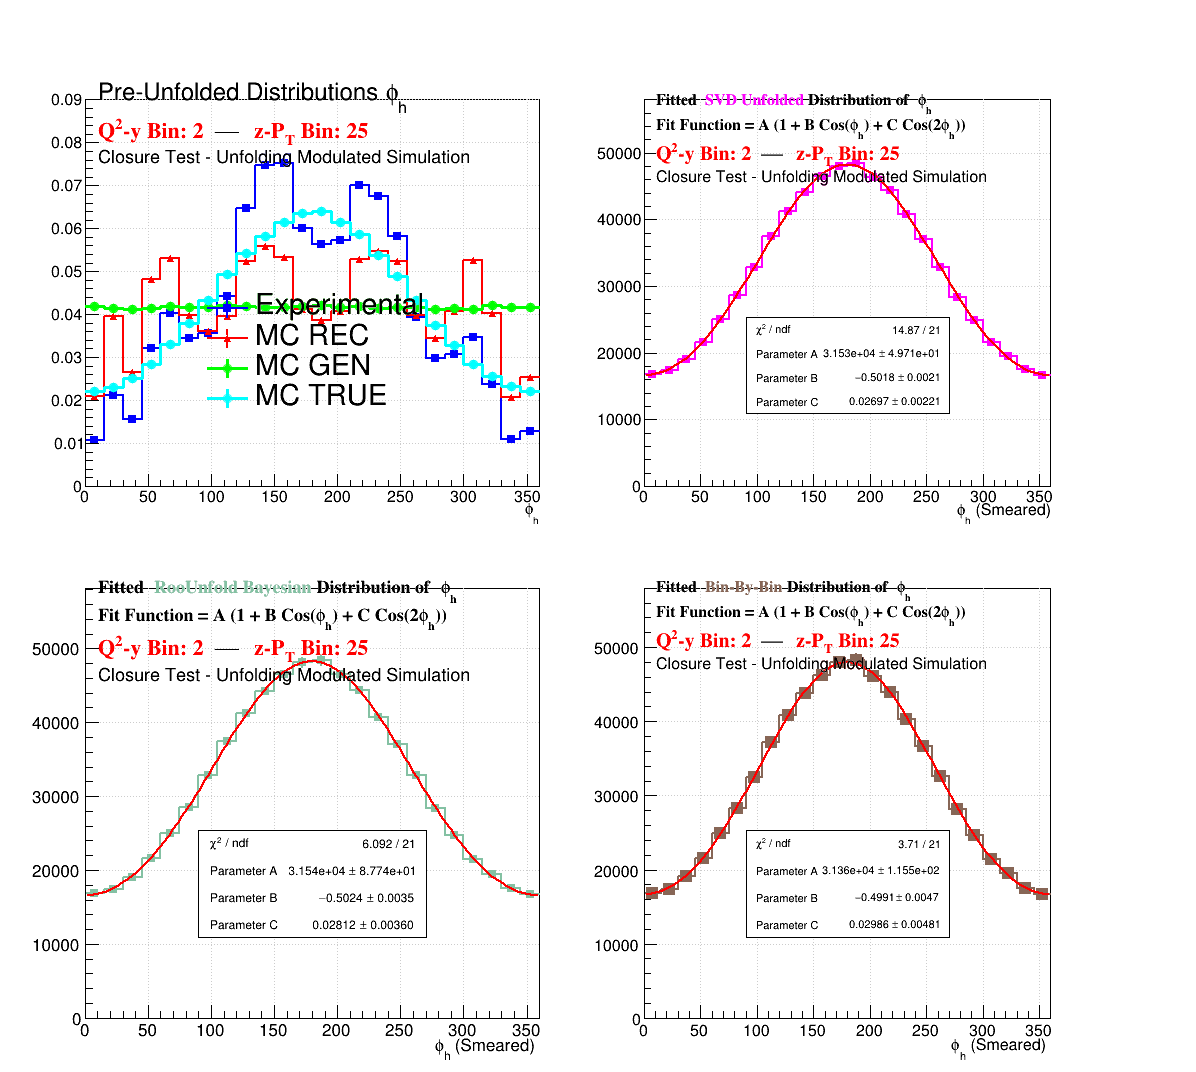 Pre-Unfolded Distributions ϕh
Q²-y Bin: 2 — z-PT Bin: 25
Closure Test - Unfolding Modulated Simulation
0.09
0.08
0.07
0.06
0.05
0.04
0.03
0.02
0.01
0
Experimental
MC REC
MC GEN
MC TRUE
0 50 100 150 200 250 300 350
ϕh
Fitted SVD Unfolded Distribution of ϕh
Fit Function = A (1 + B Cos(ϕh) + C Cos(2ϕh))
Q²-y Bin: 2 — z-PT Bin: 25
Closure Test - Unfolding Modulated Simulation
50000
40000
30000
20000
10000
0
χ² / ndf 14.87 / 21
Parameter A 3.153e+04 ± 4.971e+01
Parameter B −0.5018 ± 0.0021
Parameter C 0.02697 ± 0.00221
0 50 100 150 200 250 300 350
ϕh (Smeared)
Fitted RooUnfold Bayesian Distribution of ϕh
Fit Function = A (1 + B Cos(ϕh) + C Cos(2ϕh))
Q²-y Bin: 2 — z-PT Bin: 25
Closure Test - Unfolding Modulated Simulation
50000
40000
30000
20000
10000
0
χ² / ndf 6.092 / 21
Parameter A 3.154e+04 ± 8.774e+01
Parameter B −0.5024 ± 0.0035
Parameter C 0.02812 ± 0.00360
0 50 100 150 200 250 300 350
ϕh (Smeared)
Fitted Bin-By-Bin Distribution of ϕh
Fit Function = A (1 + B Cos(ϕh) + C Cos(2ϕh))
Q²-y Bin: 2 — z-PT Bin: 25
Closure Test - Unfolding Modulated Simulation
50000
40000
30000
20000
10000
0
χ² / ndf 3.71 / 21
Parameter A 3.136e+04 ± 1.155e+02
Parameter B −0.4991 ± 0.0047
Parameter C 0.02986 ± 0.00481
0 50 100 150 200 250 300 350
ϕh (Smeared)